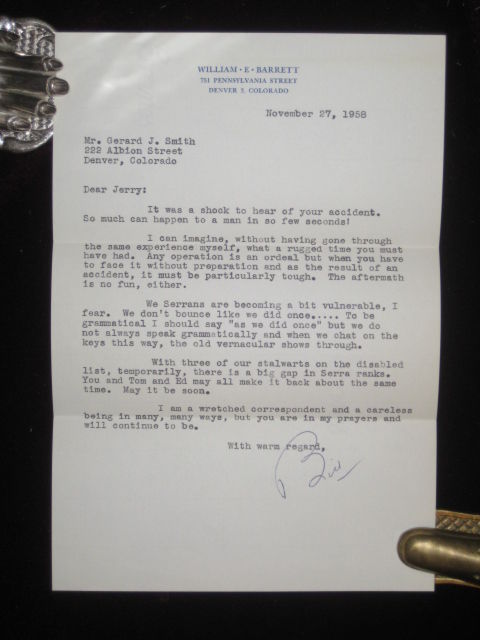 WILLIAM · E · BARRETT
731 PENNSYLVANIA STREET
DENVER 3, COLORADO
November 27, 1958
Mr. Gerard J. Smith
222 Albion Street
Denver, Colorado
Dear Jerry:
It was a shock to hear of your accident.
So much can happen to a man in so few seconds!
I can imagine, without having gone through
the same experience myself, what a rugged time you must
have had. Any operation is an ordeal but when you have
to face it without preparation and as the result of an
accident, it must be particularly tough. The aftermath
is no fun, either.
We Serrans are becoming a bit vulnerable, I
fear. We don't bounce like we did once..... To be
grammatical I should say "as we did once" but we do
not always speak grammatically and when we chat on the
keys this way, the old vernacular shows through.
With three of our stalwarts on the disabled
list, temporarily, there is a big gap in Serra ranks.
You and Tom and Ed may all make it back about the same
time. May it be soon.
I am a wretched correspondent and a careless
being in many, many ways, but you are in my prayers and
will continue to be.
With warm regard,
Bill